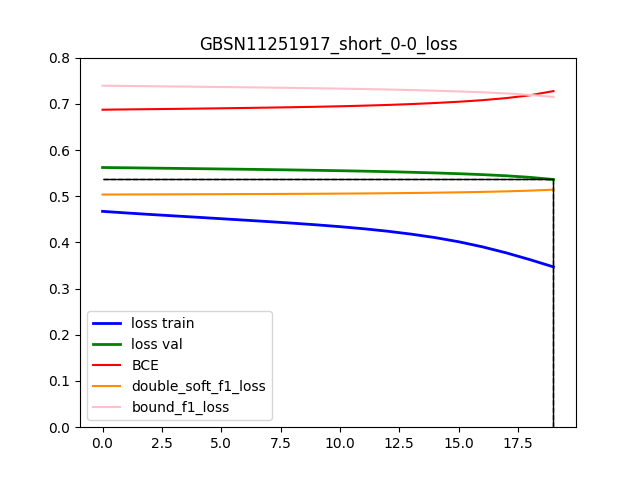 GBSN11251917_short_0-0_loss
0.8
0.7
0.6
0.5
0.4
0.3
0.2
0.1
0.0
loss train
loss val
BCE
double_soft_f1_loss
bound_f1_loss
0.0 2.5 5.0 7.5 10.0 12.5 15.0 17.5